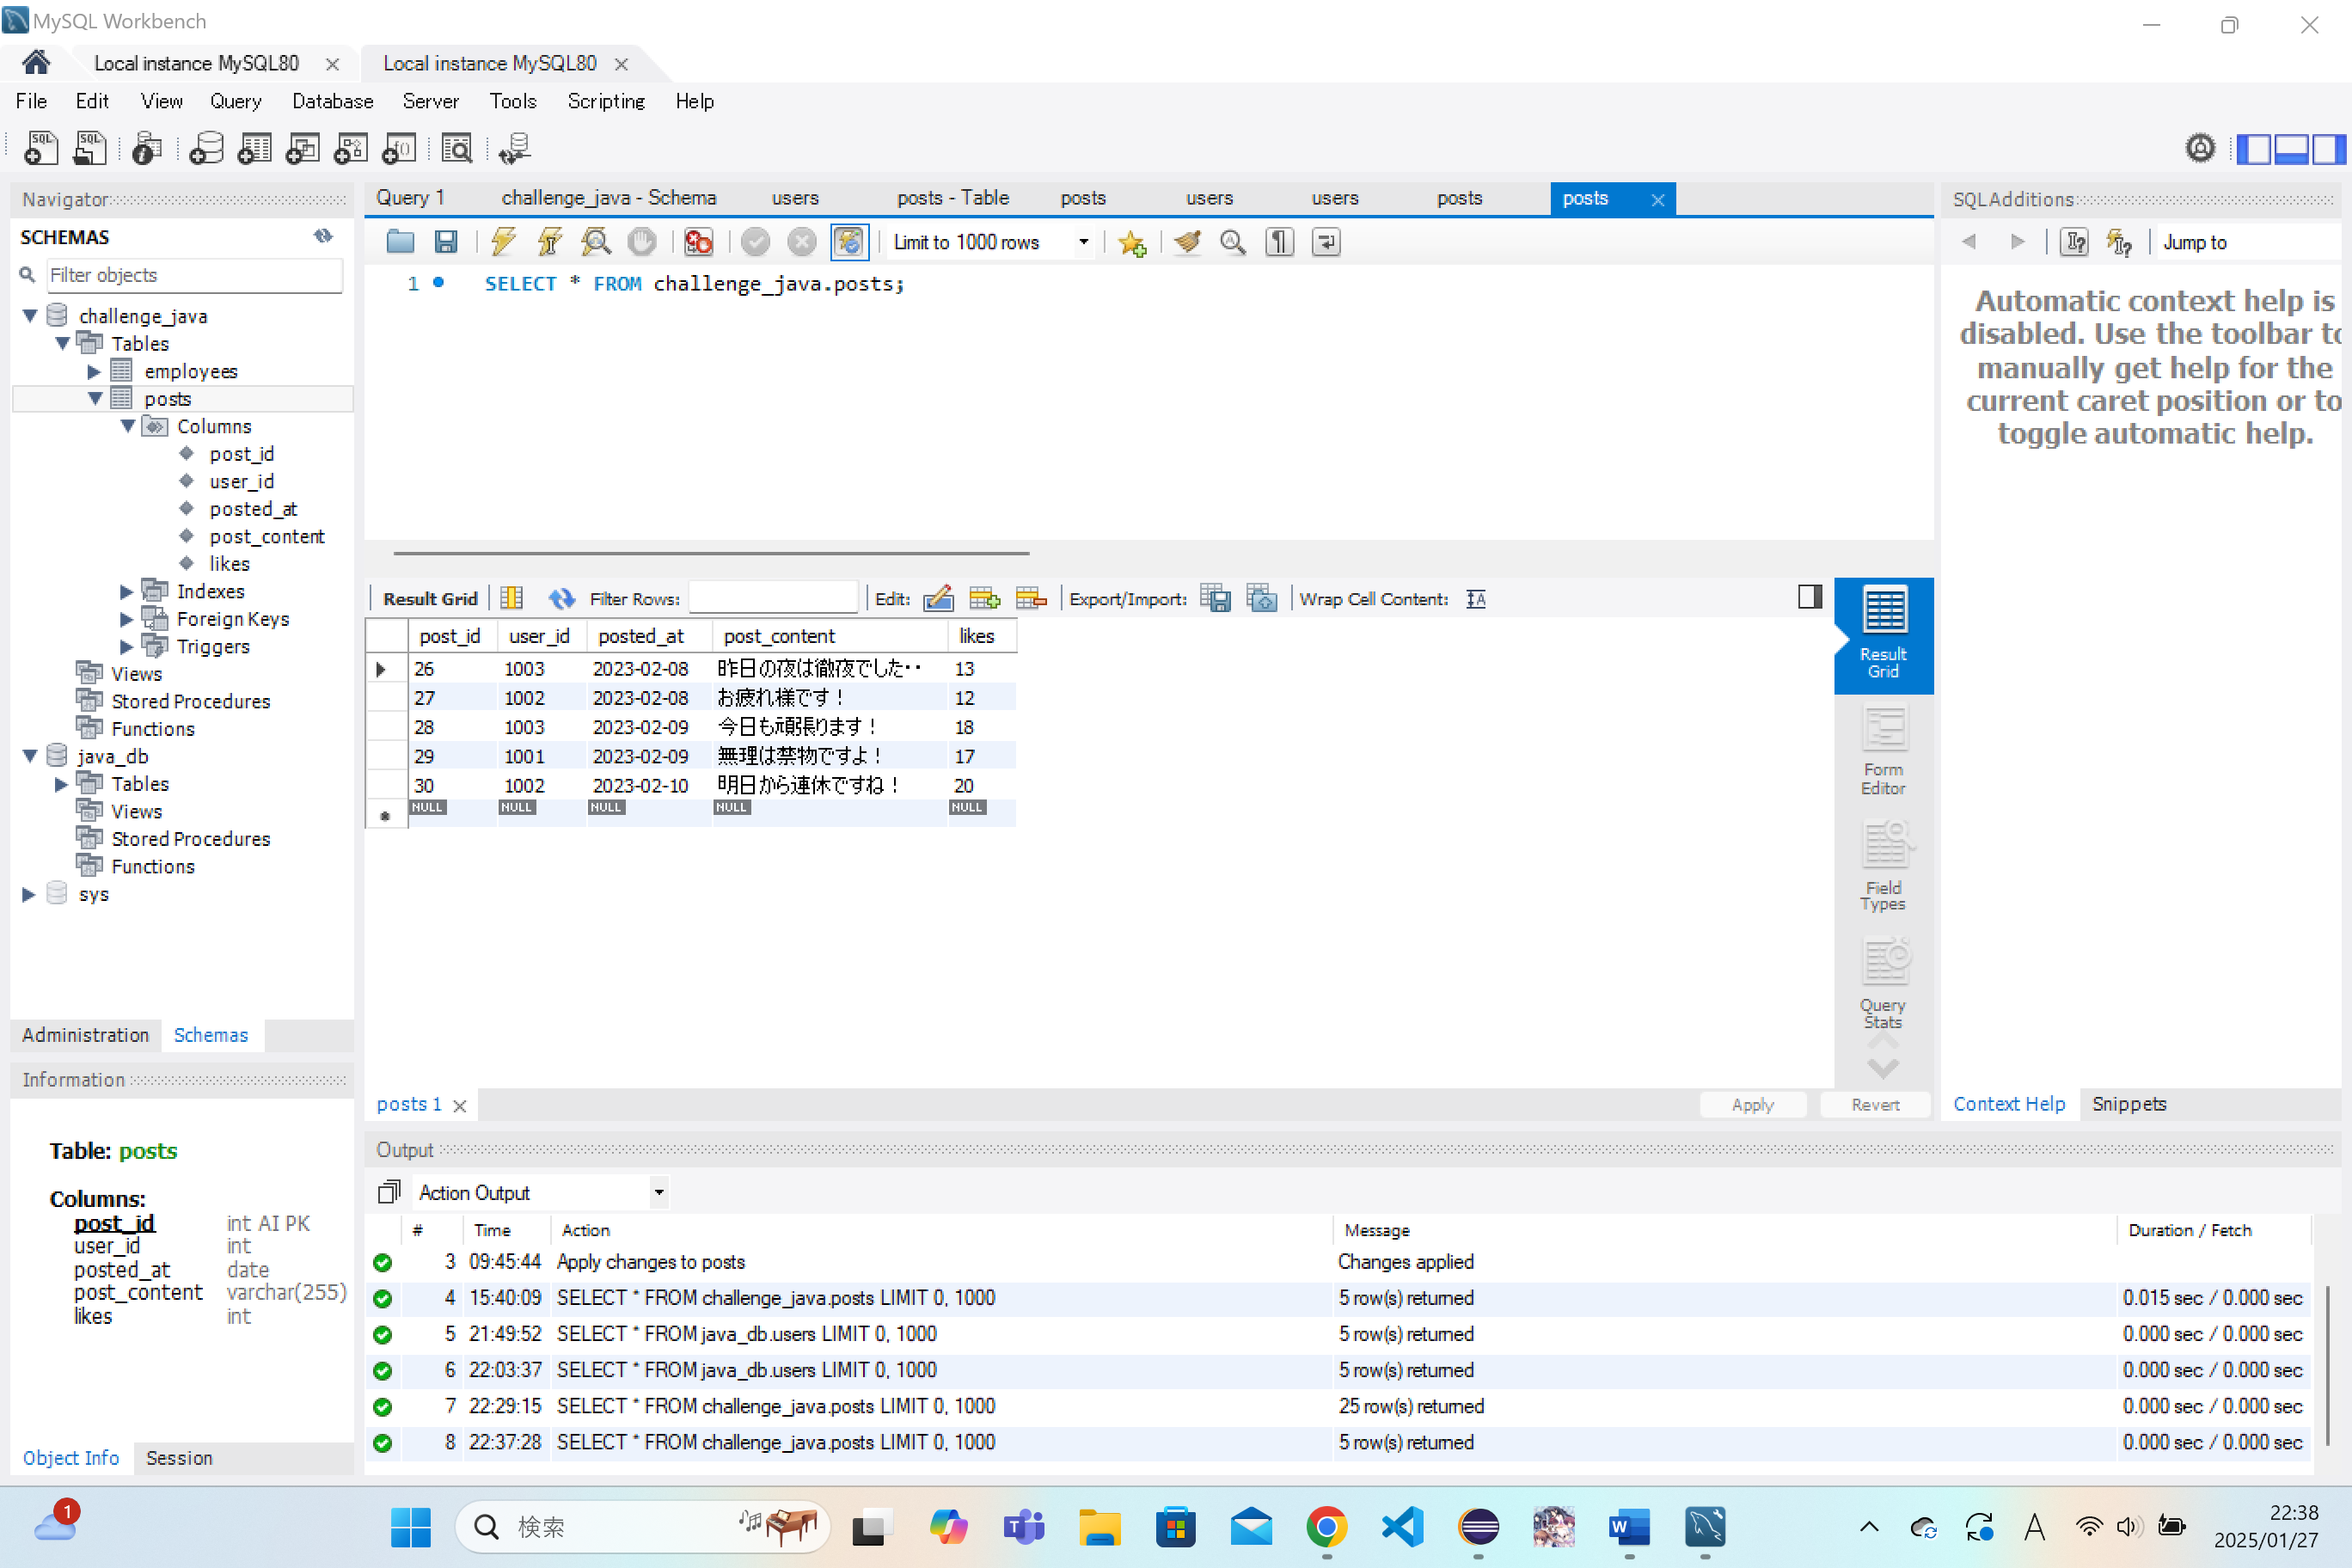 MySQL Workbench
Local instance MySQL80
Local instance MySQL80
File Edit View Query Database Server Tools Scripting Help
Navigator
SCHEMAS
Filter objects
challenge_java
Tables
employees
posts
Columns
post_id
user_id
posted_at
post_content
likes
Indexes
Foreign Keys
Triggers
Views
Stored Procedures
Functions
java_db
Tables
Views
Stored Procedures
Functions
sys
Administration Schemas
Information
Table: posts
Columns:
post_id int AI PK
user_id int
posted_at date
post_content varchar(255)
likes int
Object Info Session
Query 1 challenge_java - Schema users posts - Table posts users users posts posts
Limit to 1000 rows
1 SELECT * FROM challenge_java.posts;
Result Grid Filter Rows: Edit: Export/Import: Wrap Cell Content:
post_id user_id posted_at post_content likes
26 1003 2023-02-08 昨日の夜は徹夜でした・・ 13
27 1002 2023-02-08 お疲れ様です！ 12
28 1003 2023-02-09 今日も頑張ります！ 18
29 1001 2023-02-09 無理は禁物ですよ！ 17
30 1002 2023-02-10 明日から連休ですね！ 20
NULL NULL NULL NULL NULL
Result Grid
Form Editor
Field Types
Query Stats
posts 1
Apply Revert
SQLAdditions
Jump to
Automatic context help is
disabled. Use the toolbar to
manually get help for the
current caret position or to
toggle automatic help.
Context Help Snippets
Output
Action Output
# Time Action Message Duration / Fetch
3 09:45:44 Apply changes to posts Changes applied
4 15:40:09 SELECT * FROM challenge_java.posts LIMIT 0, 1000 5 row(s) returned 0.015 sec / 0.000 sec
5 21:49:52 SELECT * FROM java_db.users LIMIT 0, 1000 5 row(s) returned 0.000 sec / 0.000 sec
6 22:03:37 SELECT * FROM java_db.users LIMIT 0, 1000 5 row(s) returned 0.000 sec / 0.000 sec
7 22:29:15 SELECT * FROM challenge_java.posts LIMIT 0, 1000 25 row(s) returned 0.000 sec / 0.000 sec
8 22:37:28 SELECT * FROM challenge_java.posts LIMIT 0, 1000 5 row(s) returned 0.000 sec / 0.000 sec
1
検索
A
22:38
2025/01/27